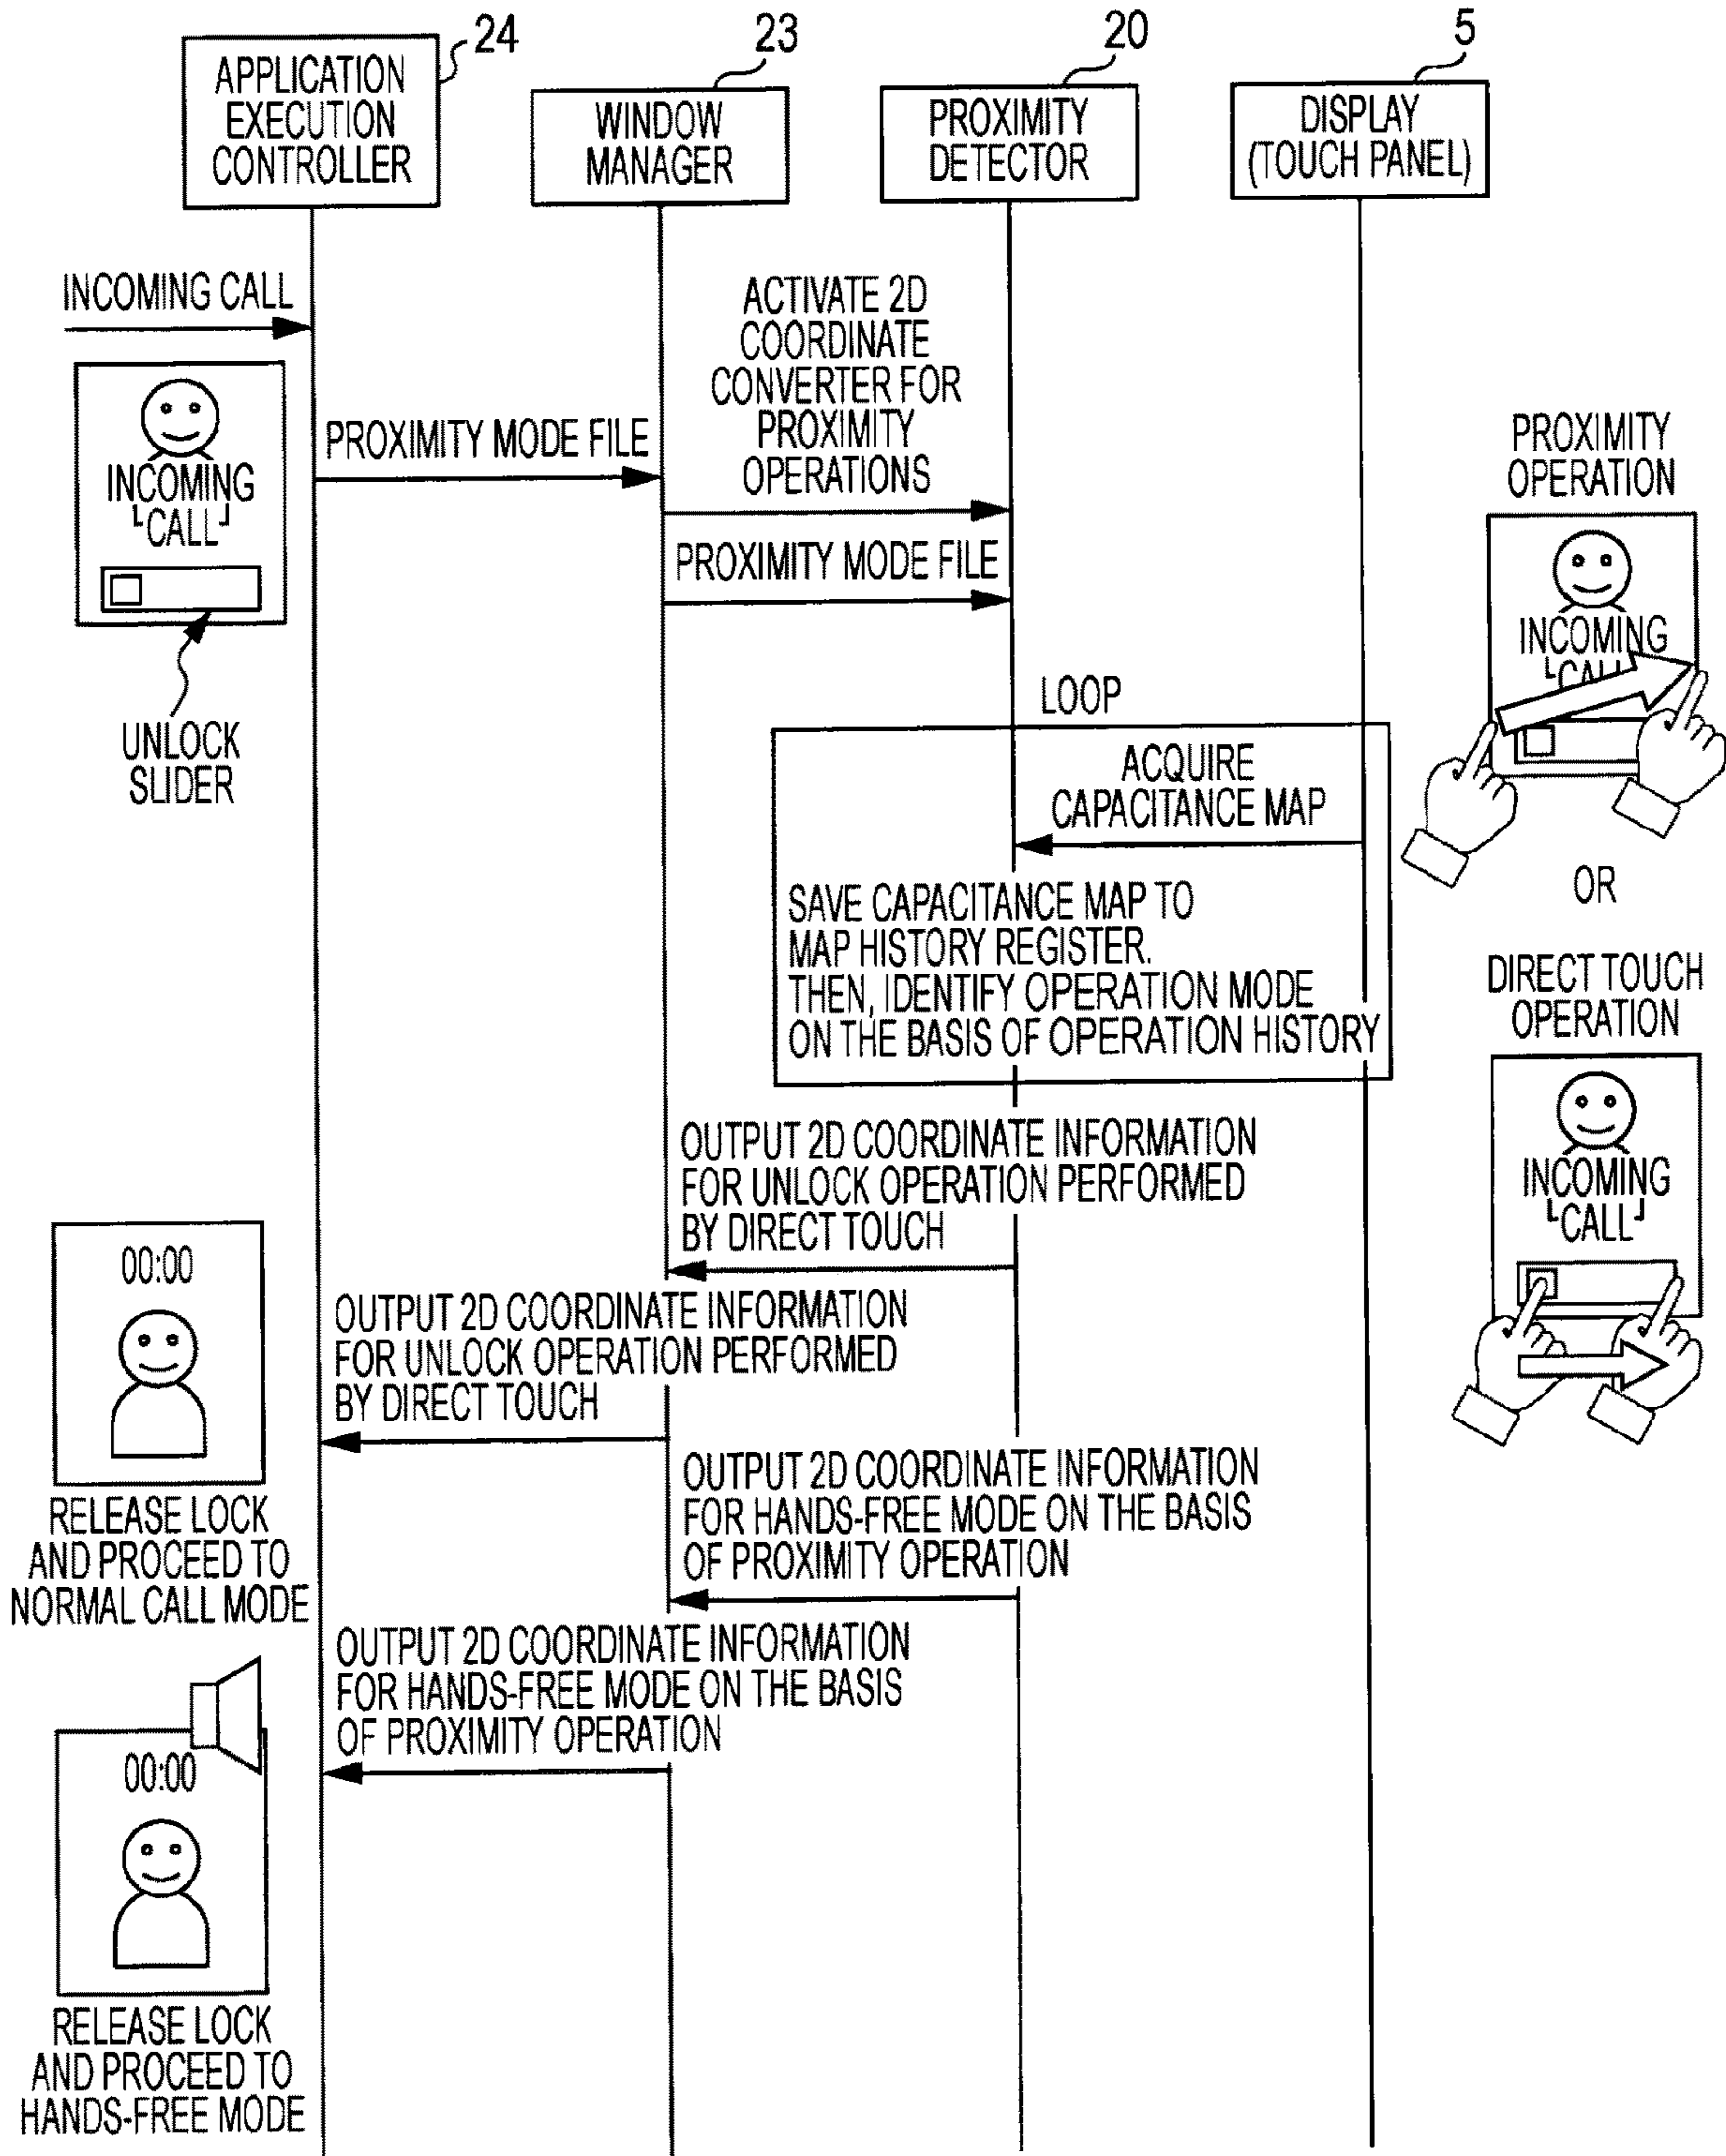 24
APPLICATION
EXECUTION
CONTROLLER
23
WINDOW
MANAGER
20
PROXIMITY
DETECTOR
5
DISPLAY
(TOUCH PANEL)
INCOMING CALL
INCOMING
CALL
UNLOCK
SLIDER
PROXIMITY MODE FILE
ACTIVATE 2D
COORDINATE
CONVERTER FOR
PROXIMITY
OPERATIONS
PROXIMITY MODE FILE
PROXIMITY
OPERATION
INCOMING
CAL
OR
DIRECT TOUCH
OPERATION
INCOMING
CALL
LOOP
ACQUIRE
CAPACITANCE MAP
SAVE CAPACITANCE MAP TO
MAP HISTORY REGISTER.
THEN, IDENTIFY OPERATION MODE
ON THE BASIS OF OPERATION HISTORY
OUTPUT 2D COORDINATE INFORMATION
FOR UNLOCK OPERATION PERFORMED
BY DIRECT TOUCH
OUTPUT 2D COORDINATE INFORMATION
FOR UNLOCK OPERATION PERFORMED
BY DIRECT TOUCH
00:00
RELEASE LOCK
AND PROCEED TO
NORMAL CALL MODE
OUTPUT 2D COORDINATE INFORMATION
FOR HANDS-FREE MODE ON THE BASIS
OF PROXIMITY OPERATION
OUTPUT 2D COORDINATE INFORMATION
FOR HANDS-FREE MODE ON THE BASIS
OF PROXIMITY OPERATION
00:00
RELEASE LOCK
AND PROCEED TO
HANDS-FREE MODE